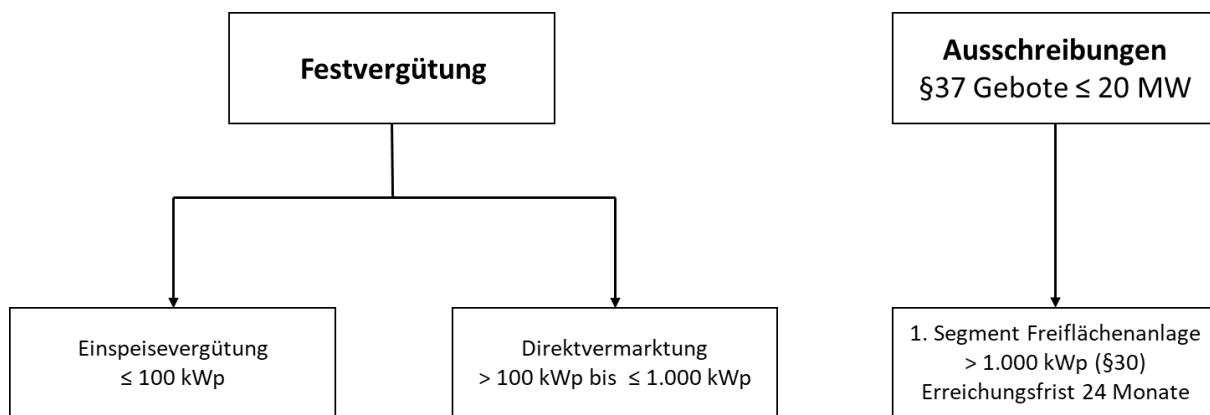 Festvergütung
Ausschreibungen
§37 Gebote ≤ 20 MW
Einspeisevergütung
≤ 100 kWp
Direktvermarktung
> 100 kWp bis ≤ 1.000 kWp
1. Segment Freiflächenanlage
> 1.000 kWp (§30)
Erreichungsfrist 24 Monate